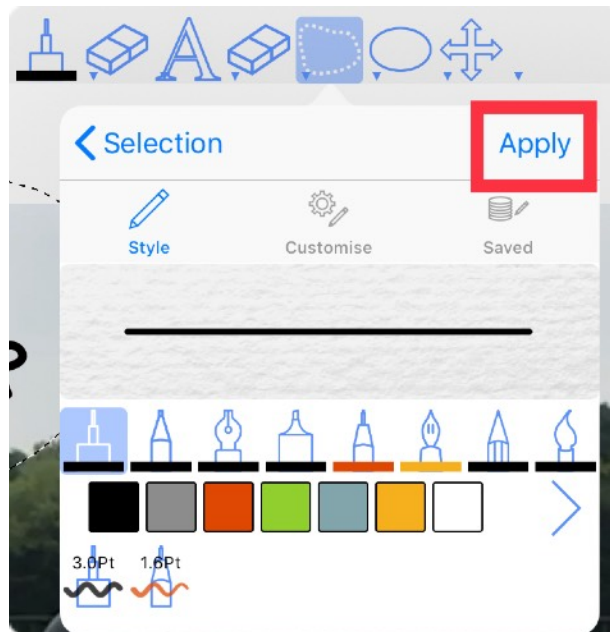 A
Selection
Apply
Style
Customise
Saved
3.0Pt
1.6Pt